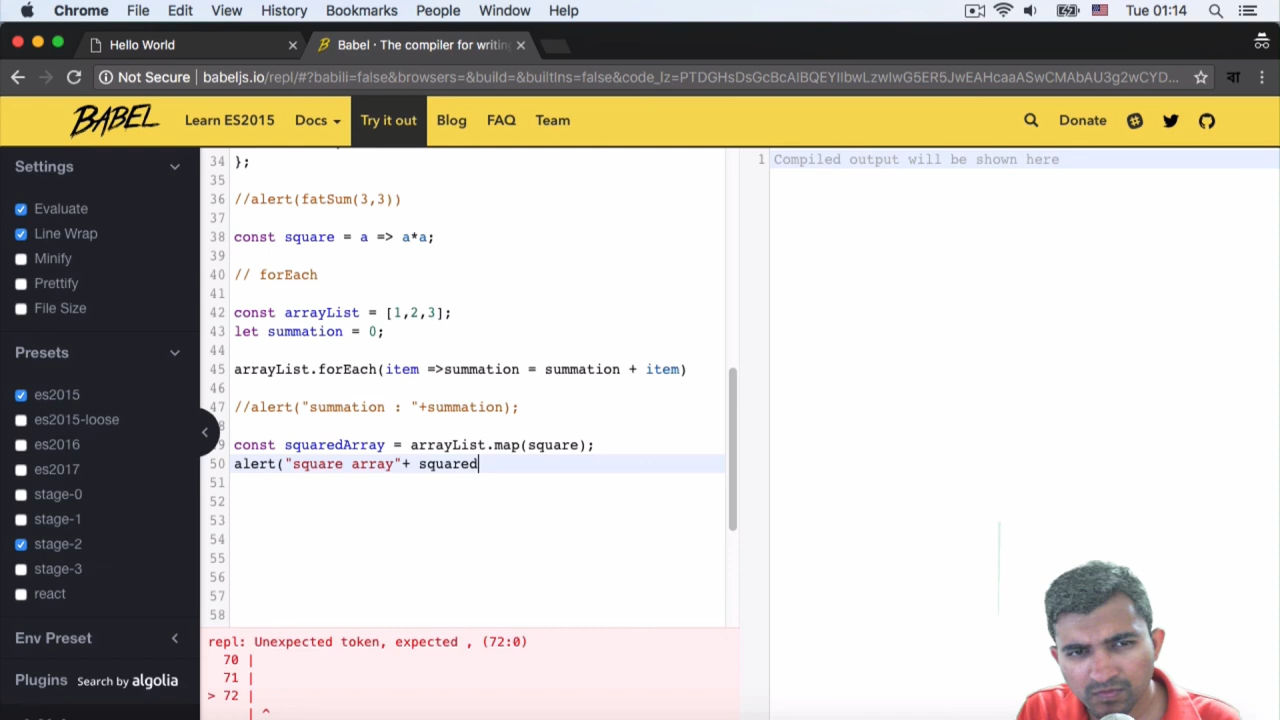 Chrome File Edit View History Bookmarks People Window Help Tue 01:14
Hello World × Babel · The compiler for writing ×
Not Secure babeljs.io/repl/#?babili=false&browsers=&build=&builtIns=false&code_lz=PTDGHsDsGcBcAIBQEYIIbwLzwIwG5ER5JwEAHcaaASwCMAbAU3g2wCYD... বা
BABEL Learn ES2015 Docs Try it out Blog FAQ Team Donate
Settings
Evaluate
Line Wrap
Minify
Prettify
File Size
Presets
es2015
es2015-loose
es2016
es2017
stage-0
stage-1
stage-2
stage-3
react
Env Preset
Plugins Search by algolia
34 };
35
36 //alert(fatSum(3,3))
37
38 const square = a => a*a;
39
40 // forEach
41
42 const arrayList = [1,2,3];
43 let summation = 0;
44
45 arrayList.forEach(item =>summation = summation + item)
46
47 //alert("summation : "+summation);
8
9 const squaredArray = arrayList.map(square);
50 alert("square array"+ squared
51
52
53
54
55
56
57
58
repl: Unexpected token, expected , (72:0)
70 |
71 |
> 72 |
| ^
1 Compiled output will be shown here